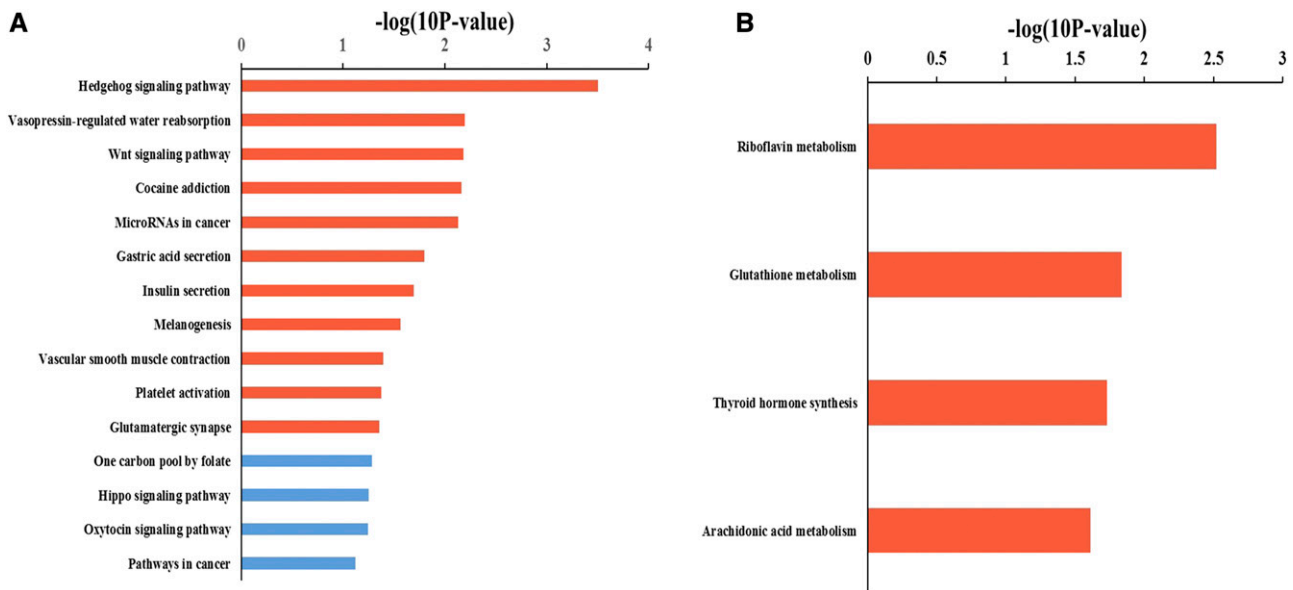 A
-log(10P-value)
0 1 2 3 4
Hedgehog signaling pathway
Vasopressin-regulated water reabsorption
Wnt signaling pathway
Cocaine addiction
MicroRNAs in cancer
Gastric acid secretion
Insulin secretion
Melanogenesis
Vascular smooth muscle contraction
Platelet activation
Glutamatergic synapse
One carbon pool by folate
Hippo signaling pathway
Oxytocin signaling pathway
Pathways in cancer
B
-log(10P-value)
0 0.5 1 1.5 2 2.5 3
Riboflavin metabolism
Glutathione metabolism
Thyroid hormone synthesis
Arachidonic acid metabolism